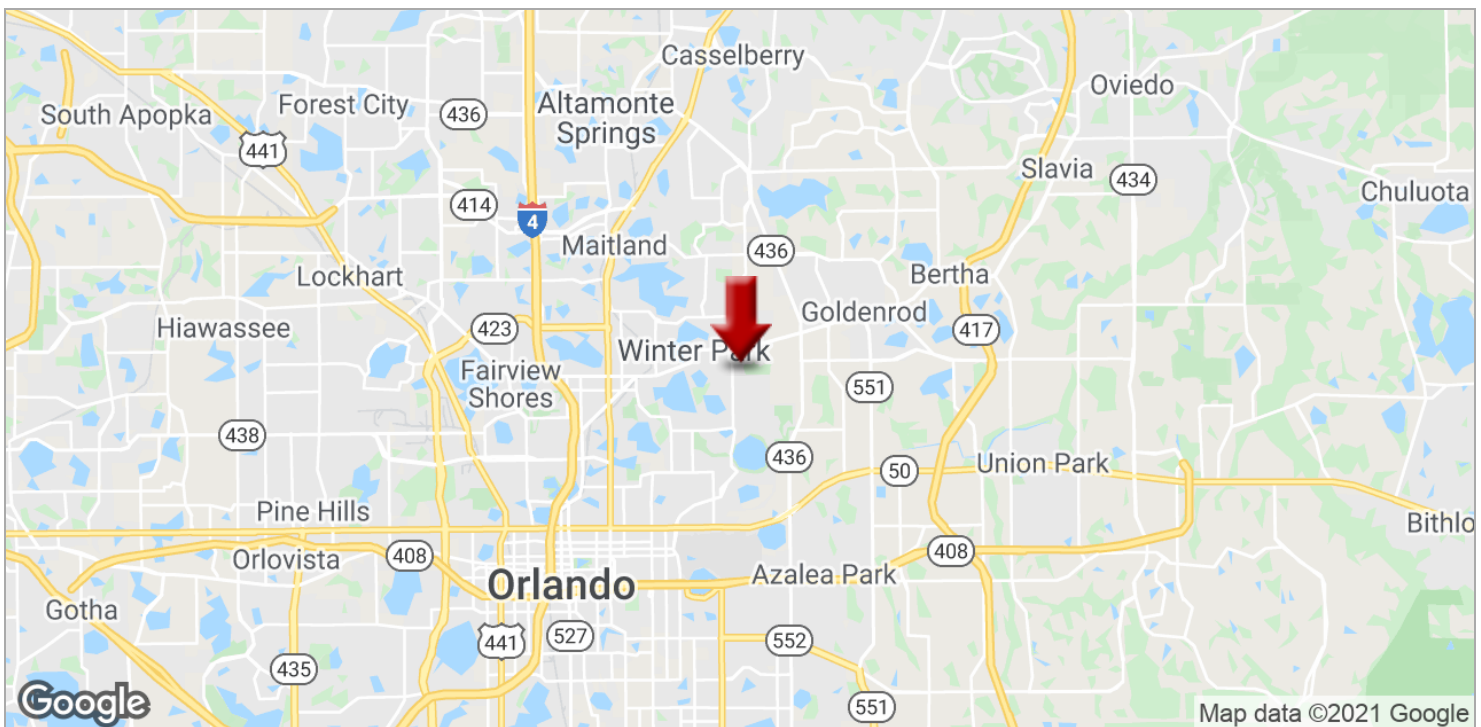 Casselberry
Oviedo
South Apopka
Forest City
436
Altamonte
Springs
441
Slavia
434
Chuluota
414
4
Maitland
436
Lockhart
Bertha
Goldenrod
Hiawassee
423
417
Winter Park
Fairview
Shores
551
438
436
50
Union Park
Pine Hills
Bithlo
Orlovista
408
408
Orlando
Azalea Park
Gotha
441
527
552
435
551
Google
Map data ©2021 Google